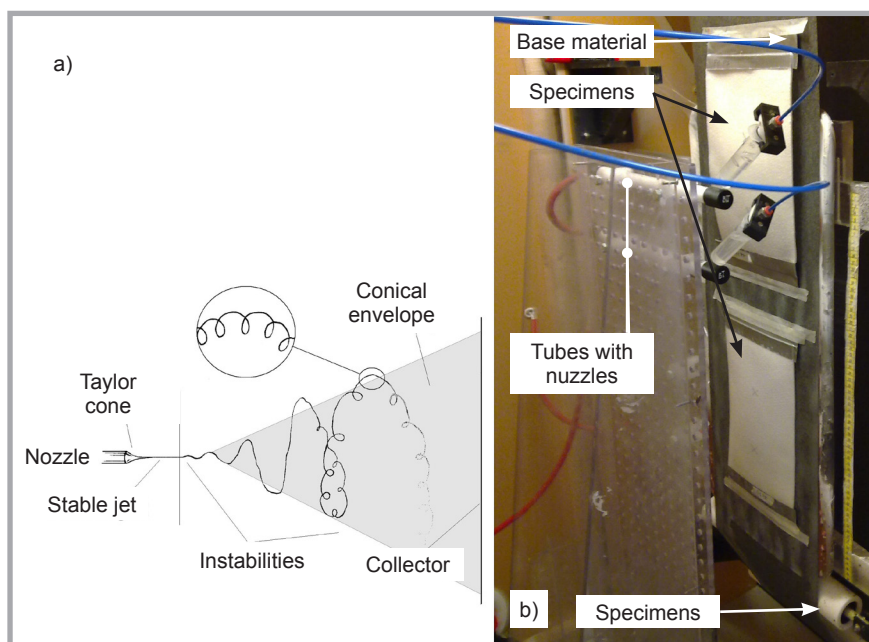 a)
Conical
envelope
Taylor
cone
Nozzle
Stable jet
Instabilities
Collector
Base material
Specimens
Tubes with
nuzzles
Specimens
b)